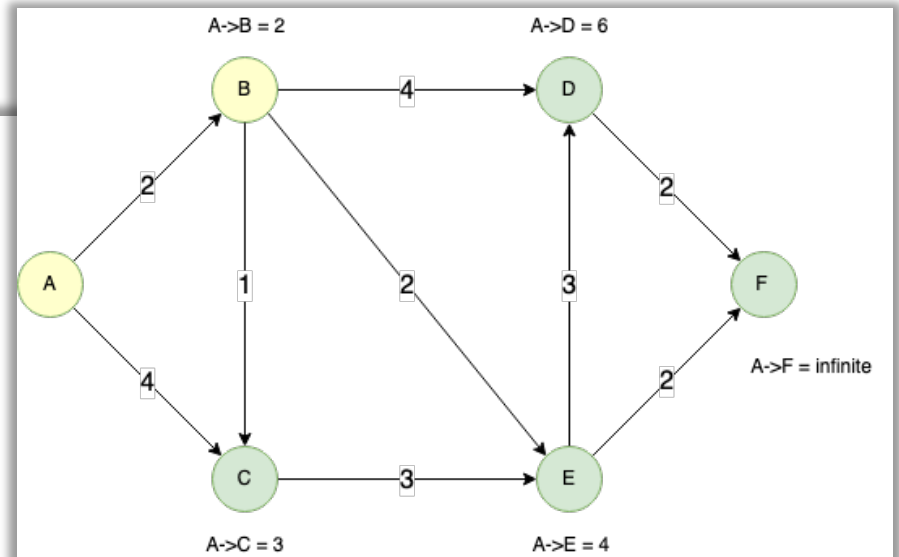 A->B = 2
A->D = 6
B
4
D
2
2
A
1
2
3
F
A->F = infinite
4
2
C
3
E
A->C = 3
A->E = 4